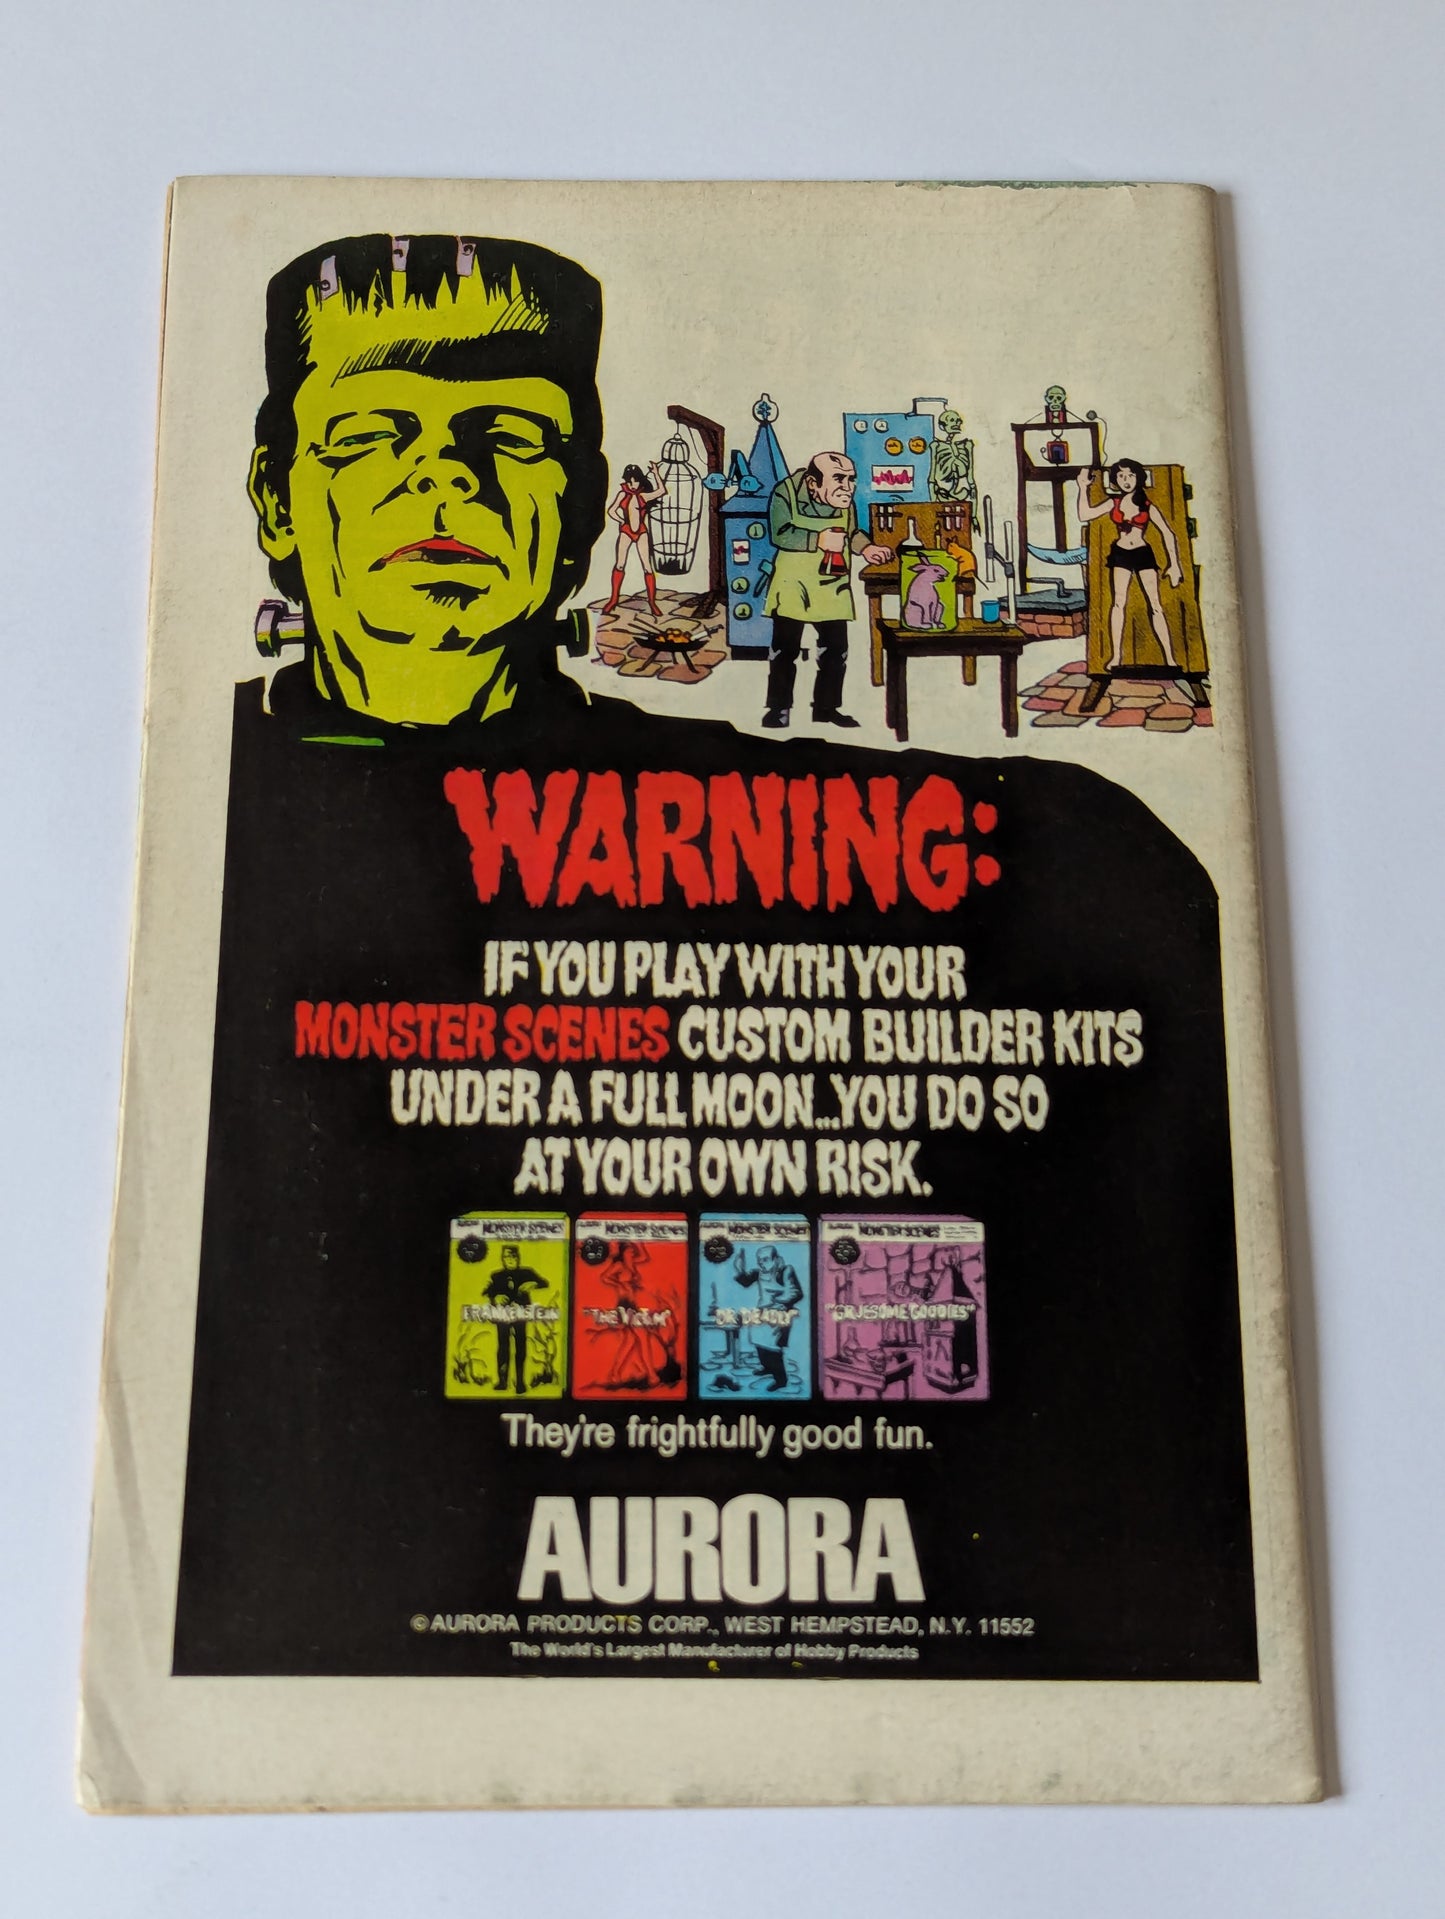 WARNING:
IF YOU PLAY WITH YOUR
MONSTER SCENES CUSTOM BUILDER KITS
UNDER A FULL MOON...YOU DO SO
AT YOUR OWN RISK.
MONSTER SCENES MONSTER SCENES MONSTER SCENES MONSTER SCENES
FRANKENSTEIN "THE VICTIM" "DR. DEADLY" "GRUESOME GOODIES"
They're frightfully good fun.
AURORA
© AURORA PRODUCTS CORP., WEST HEMPSTEAD, N.Y. 11552
The World's Largest Manufacturer of Hobby Products